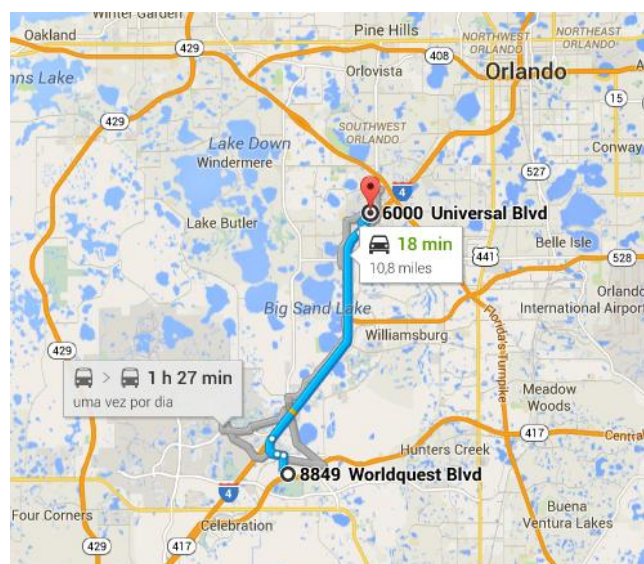 Winter Garden
Oakland
429
Pine Hills
NORTHWEST
ORLANDO
NORTHEAST
ORLANDO
408
Orlovista
Orlando
nns Lake
15
429
SOUTHWEST
ORLANDO
Lake Down
Windermere
527
Conway
4
Lake Butler
6000 Universal Blvd
18 min
10,8 miles
441
Belle Isle
528
Big Sand Lake
Orlando
International Airport
Williamsburg
Florida's Turnpike
429
1 h 27 min
uma vez por dia
Meadow
Woods
417
Central
Hunters Creek
8849 Worldquest Blvd
4
Four Corners
Celebration
Buena
Ventura Lakes
429
417